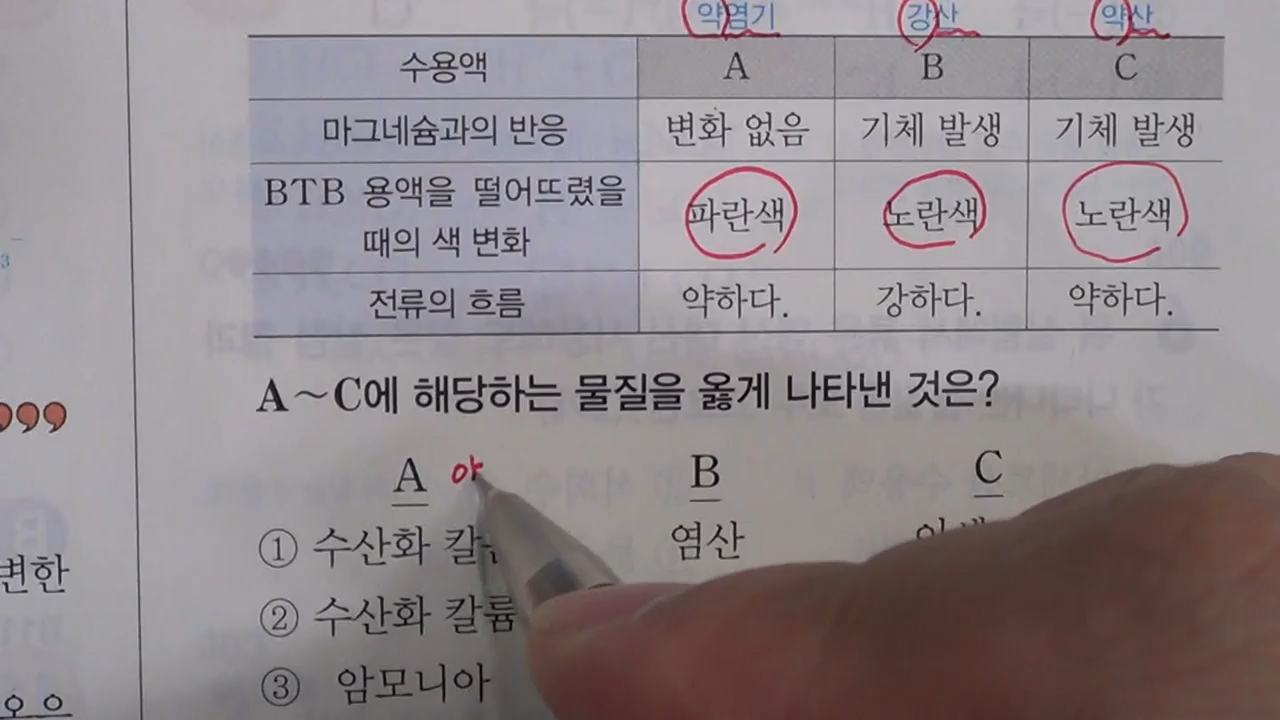 약염기 강산 약산
수용액 A B C
마그네슘과의 반응 변화 없음 기체 발생 기체 발생
BTB 용액을 떨어뜨렸을
때의 색 변화 파란색 노란색 노란색
전류의 흐름 약하다. 강하다. 약하다.
A~C에 해당하는 물질을 옳게 나타낸 것은?
A 야 B C
① 수산화 염산
② 수산화 칼륨
③ 암모니아
변한